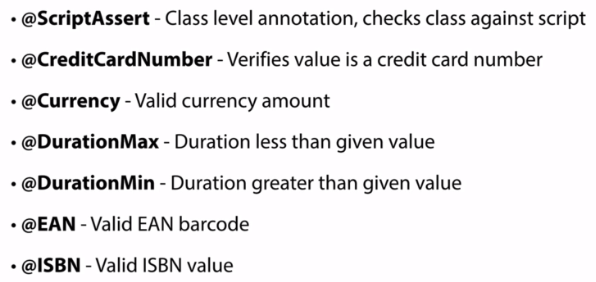 • @ScriptAssert - Class level annotation, checks class against script
• @CreditCardNumber - Verifies value is a credit card number
• @Currency - Valid currency amount
• @DurationMax - Duration less than given value
• @DurationMin - Duration greater than given value
• @EAN - Valid EAN barcode
• @ISBN - Valid ISBN value